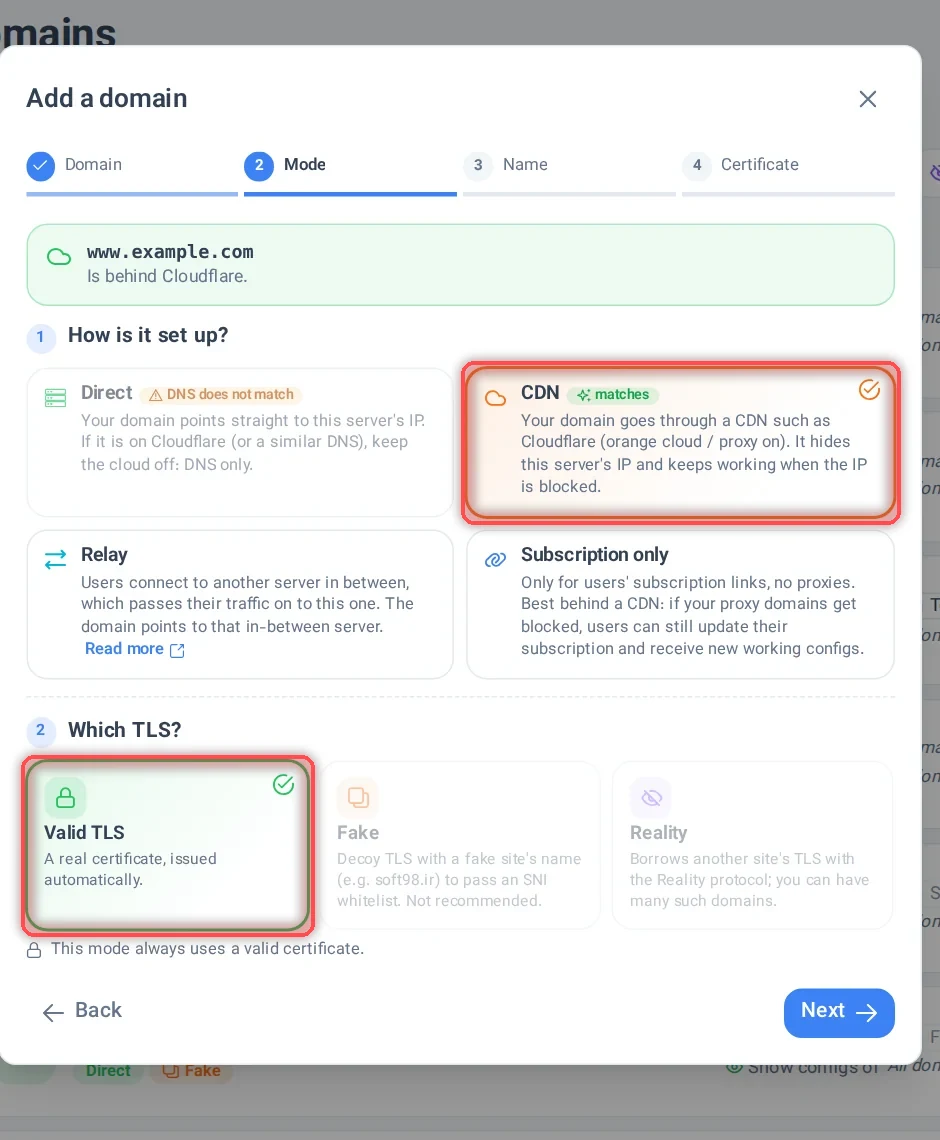 omains
Add a domain
Domain
2 Mode
3 Name
4 Certificate
www.example.com
Is behind Cloudflare.
1 How is it set up?
Direct DNS does not match
Your domain points straight to this server's IP.
If it is on Cloudflare (or a similar DNS), keep
the cloud off: DNS only.
CDN matches
Your domain goes through a CDN such as
Cloudflare (orange cloud / proxy on). It hides
this server's IP and keeps working when the IP
is blocked.
Relay
Users connect to another server in between,
which passes their traffic on to this one. The
domain points to that in-between server.
Read more
Subscription only
Only for users' subscription links, no proxies.
Best behind a CDN: if your proxy domains get
blocked, users can still update their
subscription and receive new working configs.
2 Which TLS?
Valid TLS
A real certificate, issued
automatically.
Fake
Decoy TLS with a fake site's name
(e.g. soft98.ir) to pass an SNI
whitelist. Not recommended.
Reality
Borrows another site's TLS with
the Reality protocol; you can have
many such domains.
This mode always uses a valid certificate.
Back
Next
Direct
Fake
Show configs of
All dom